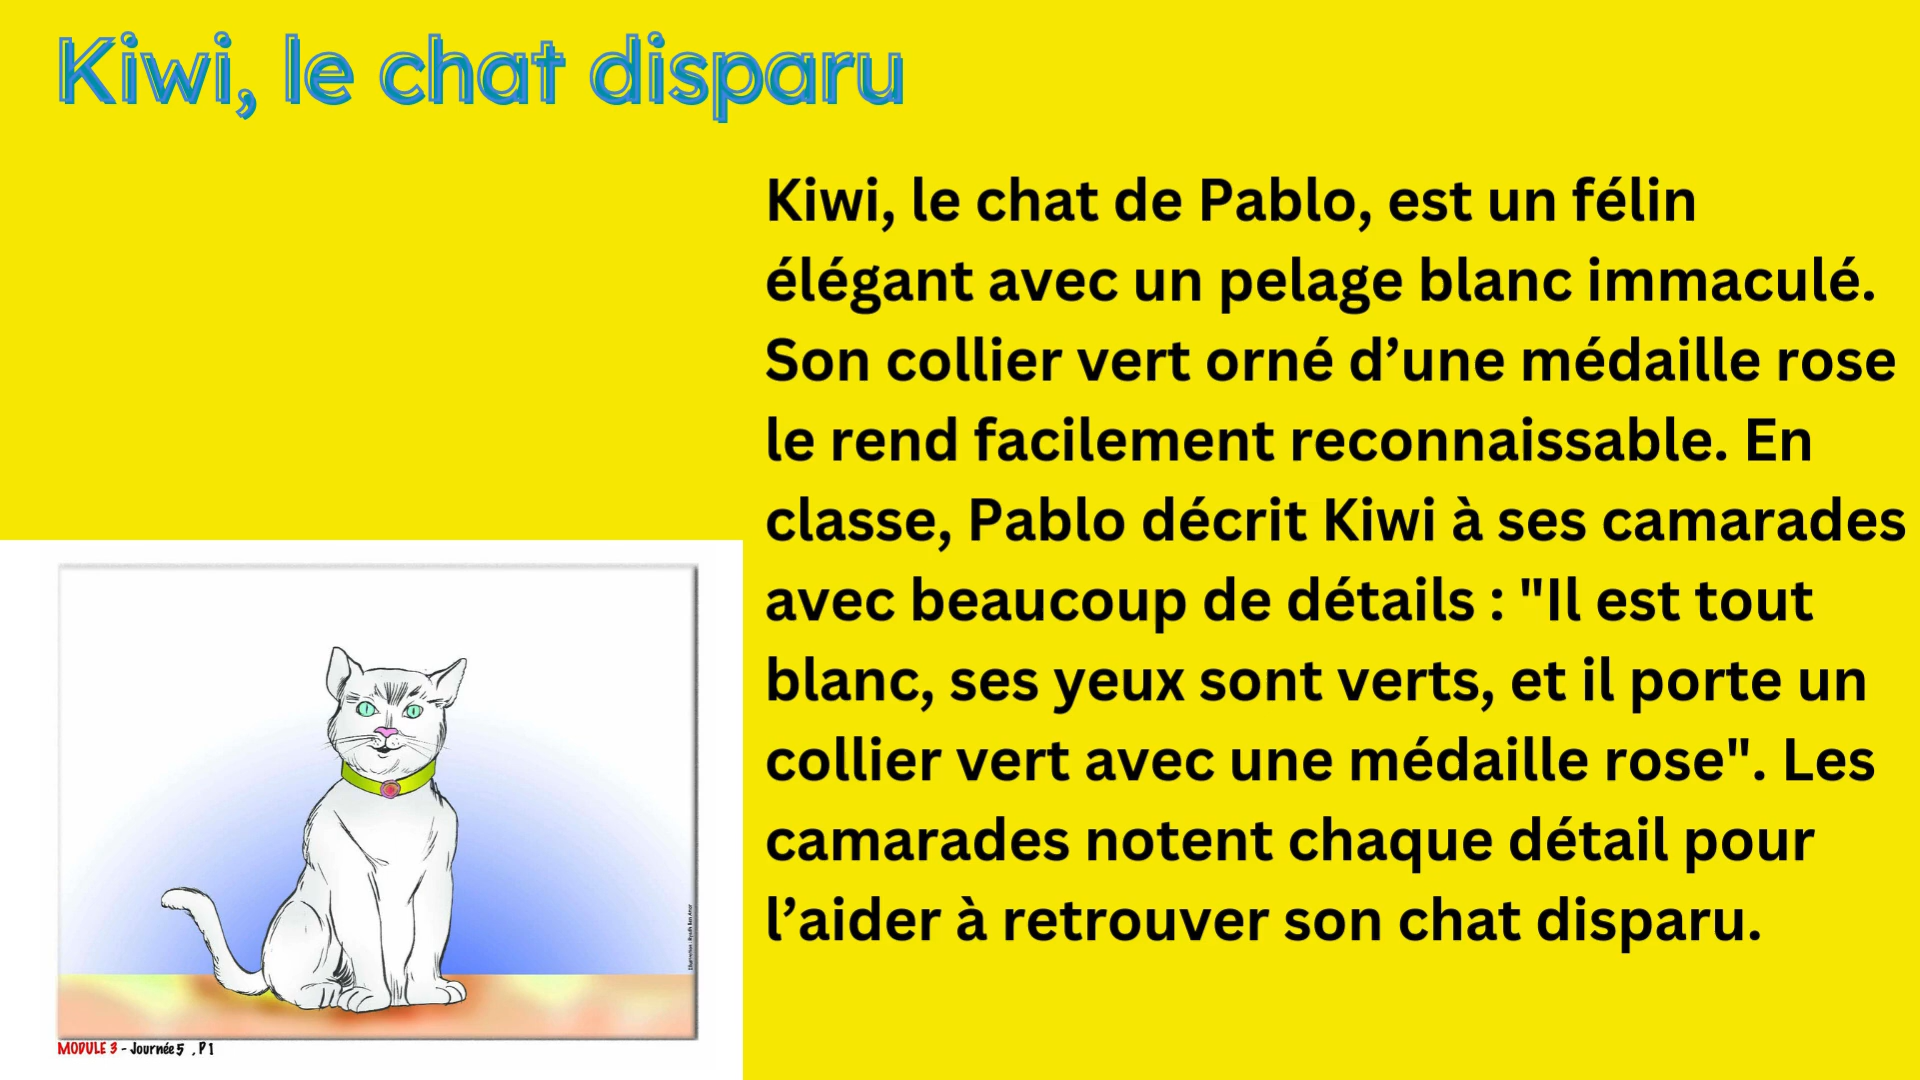 Kiwi, le chat disparu
Kiwi, le chat de Pablo, est un félin
élégant avec un pelage blanc immaculé.
Son collier vert orné d’une médaille rose
le rend facilement reconnaissable. En
classe, Pablo décrit Kiwi à ses camarades
avec beaucoup de détails : "Il est tout
blanc, ses yeux sont verts, et il porte un
collier vert avec une médaille rose". Les
camarades notent chaque détail pour
l’aider à retrouver son chat disparu.
MODULE 3 - Journée 5 , P 1